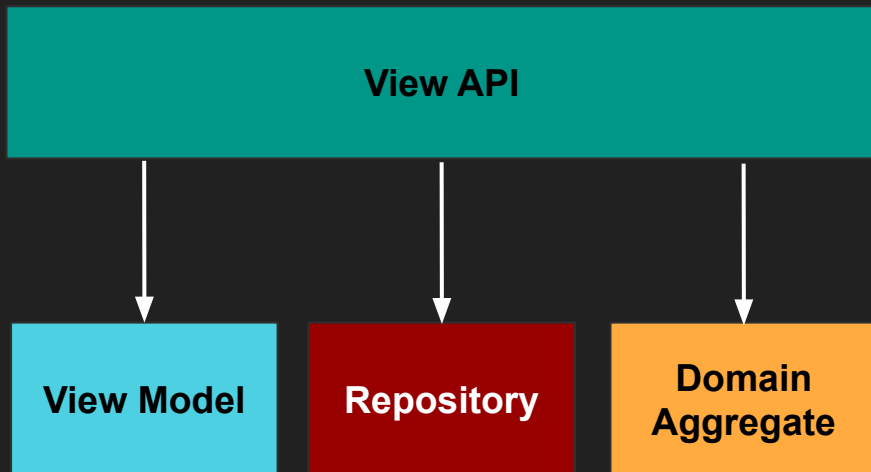 View API
View Model
Repository
Domain
Aggregate